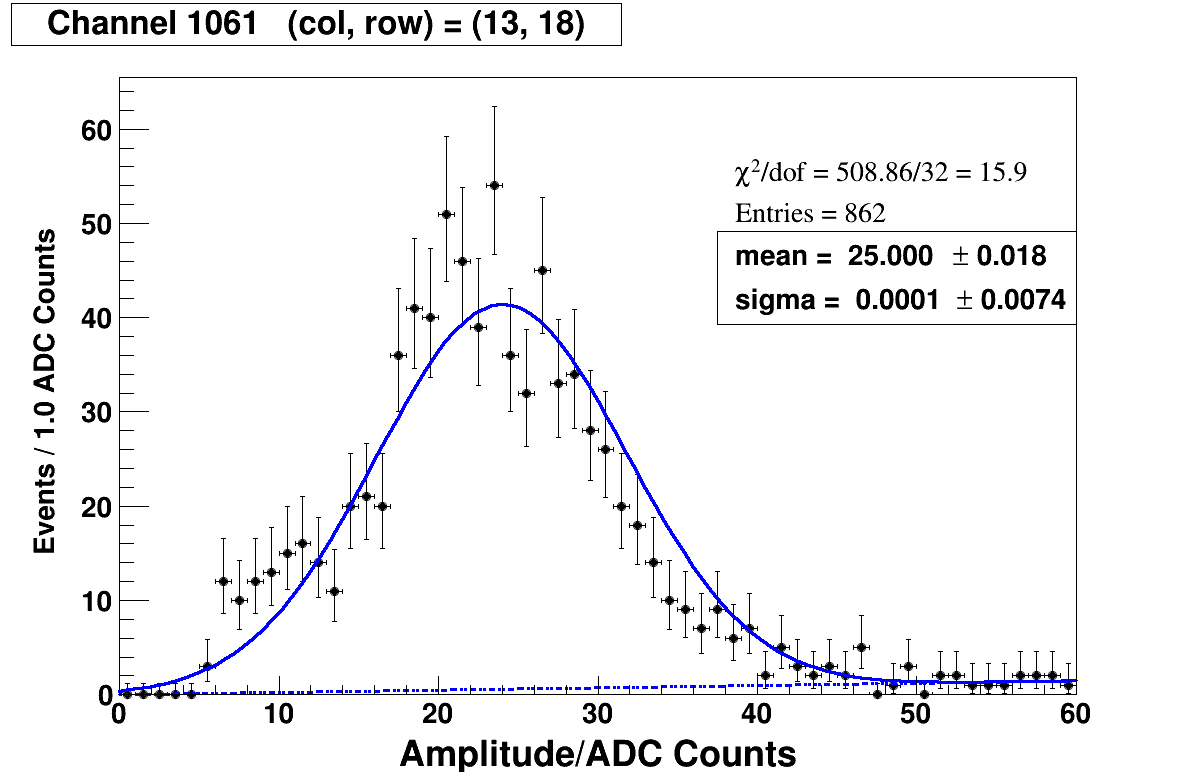 Channel 1061 (col, row) = (13, 18)
χ²/dof = 508.86/32 = 15.9
Entries = 862
mean = 25.000 ± 0.018
sigma = 0.0001 ± 0.0074
Events / 1.0 ADC Counts
60
50
40
30
20
10
0
0 10 20 30 40 50 60
Amplitude/ADC Counts